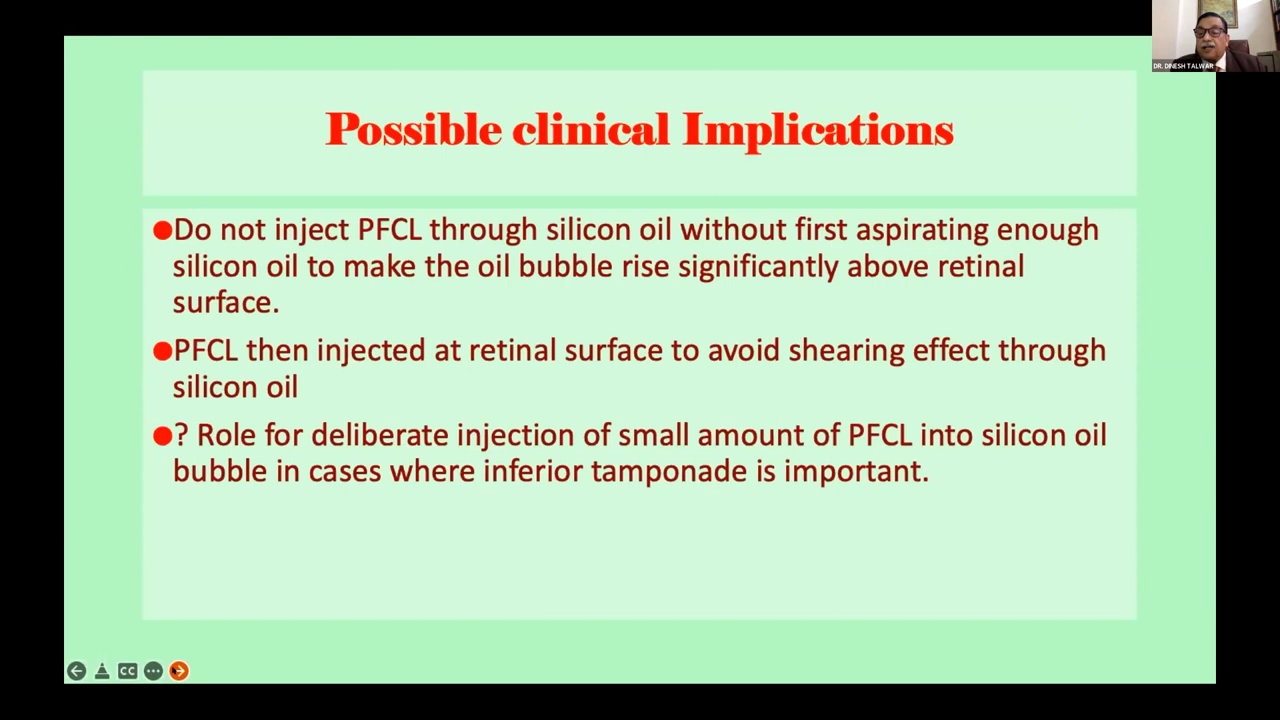 DR. DINESH TALWAR
Possible clinical Implications
●Do not inject PFCL through silicon oil without first aspirating enough
silicon oil to make the oil bubble rise significantly above retinal
surface.
●PFCL then injected at retinal surface to avoid shearing effect through
silicon oil
●? Role for deliberate injection of small amount of PFCL into silicon oil
bubble in cases where inferior tamponade is important.
CC